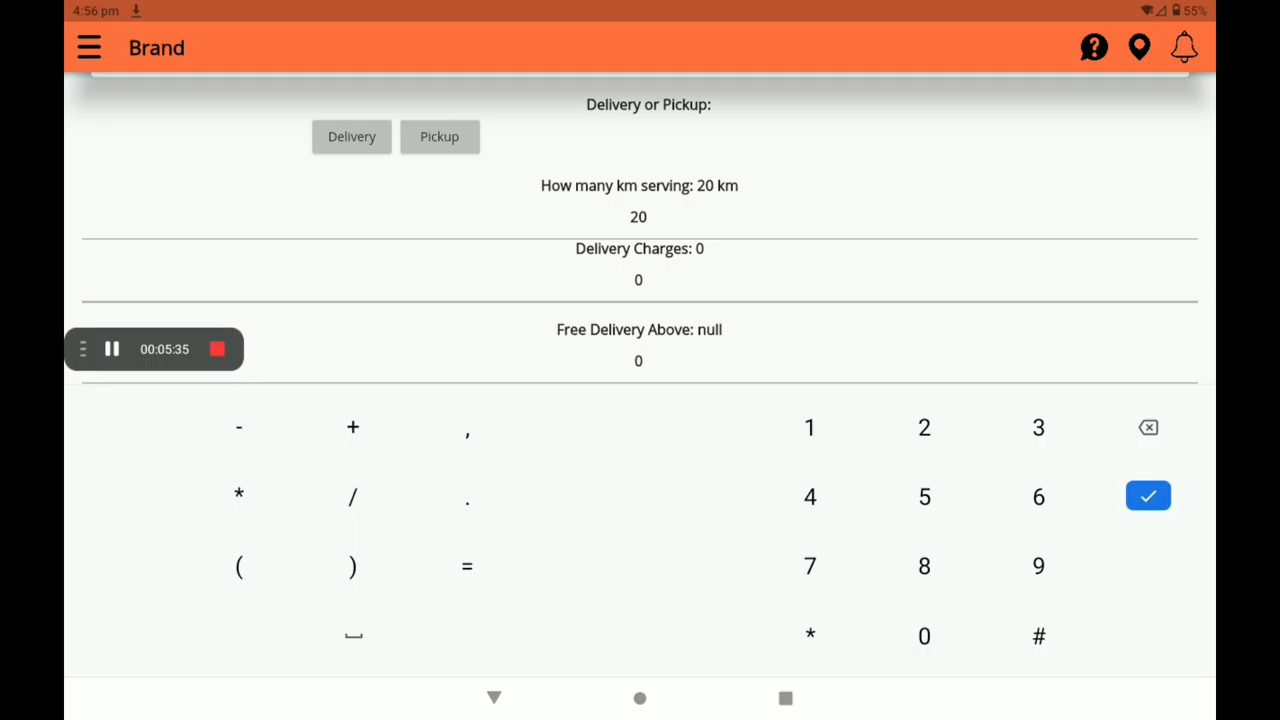 4:56 pm 55%
Brand
Delivery or Pickup:
Delivery Pickup
How many km serving: 20 km
20
Delivery Charges: 0
0
Free Delivery Above: null
00:05:35
0
- + , 1 2 3
* / . 4 5 6
( ) = 7 8 9
* 0 #